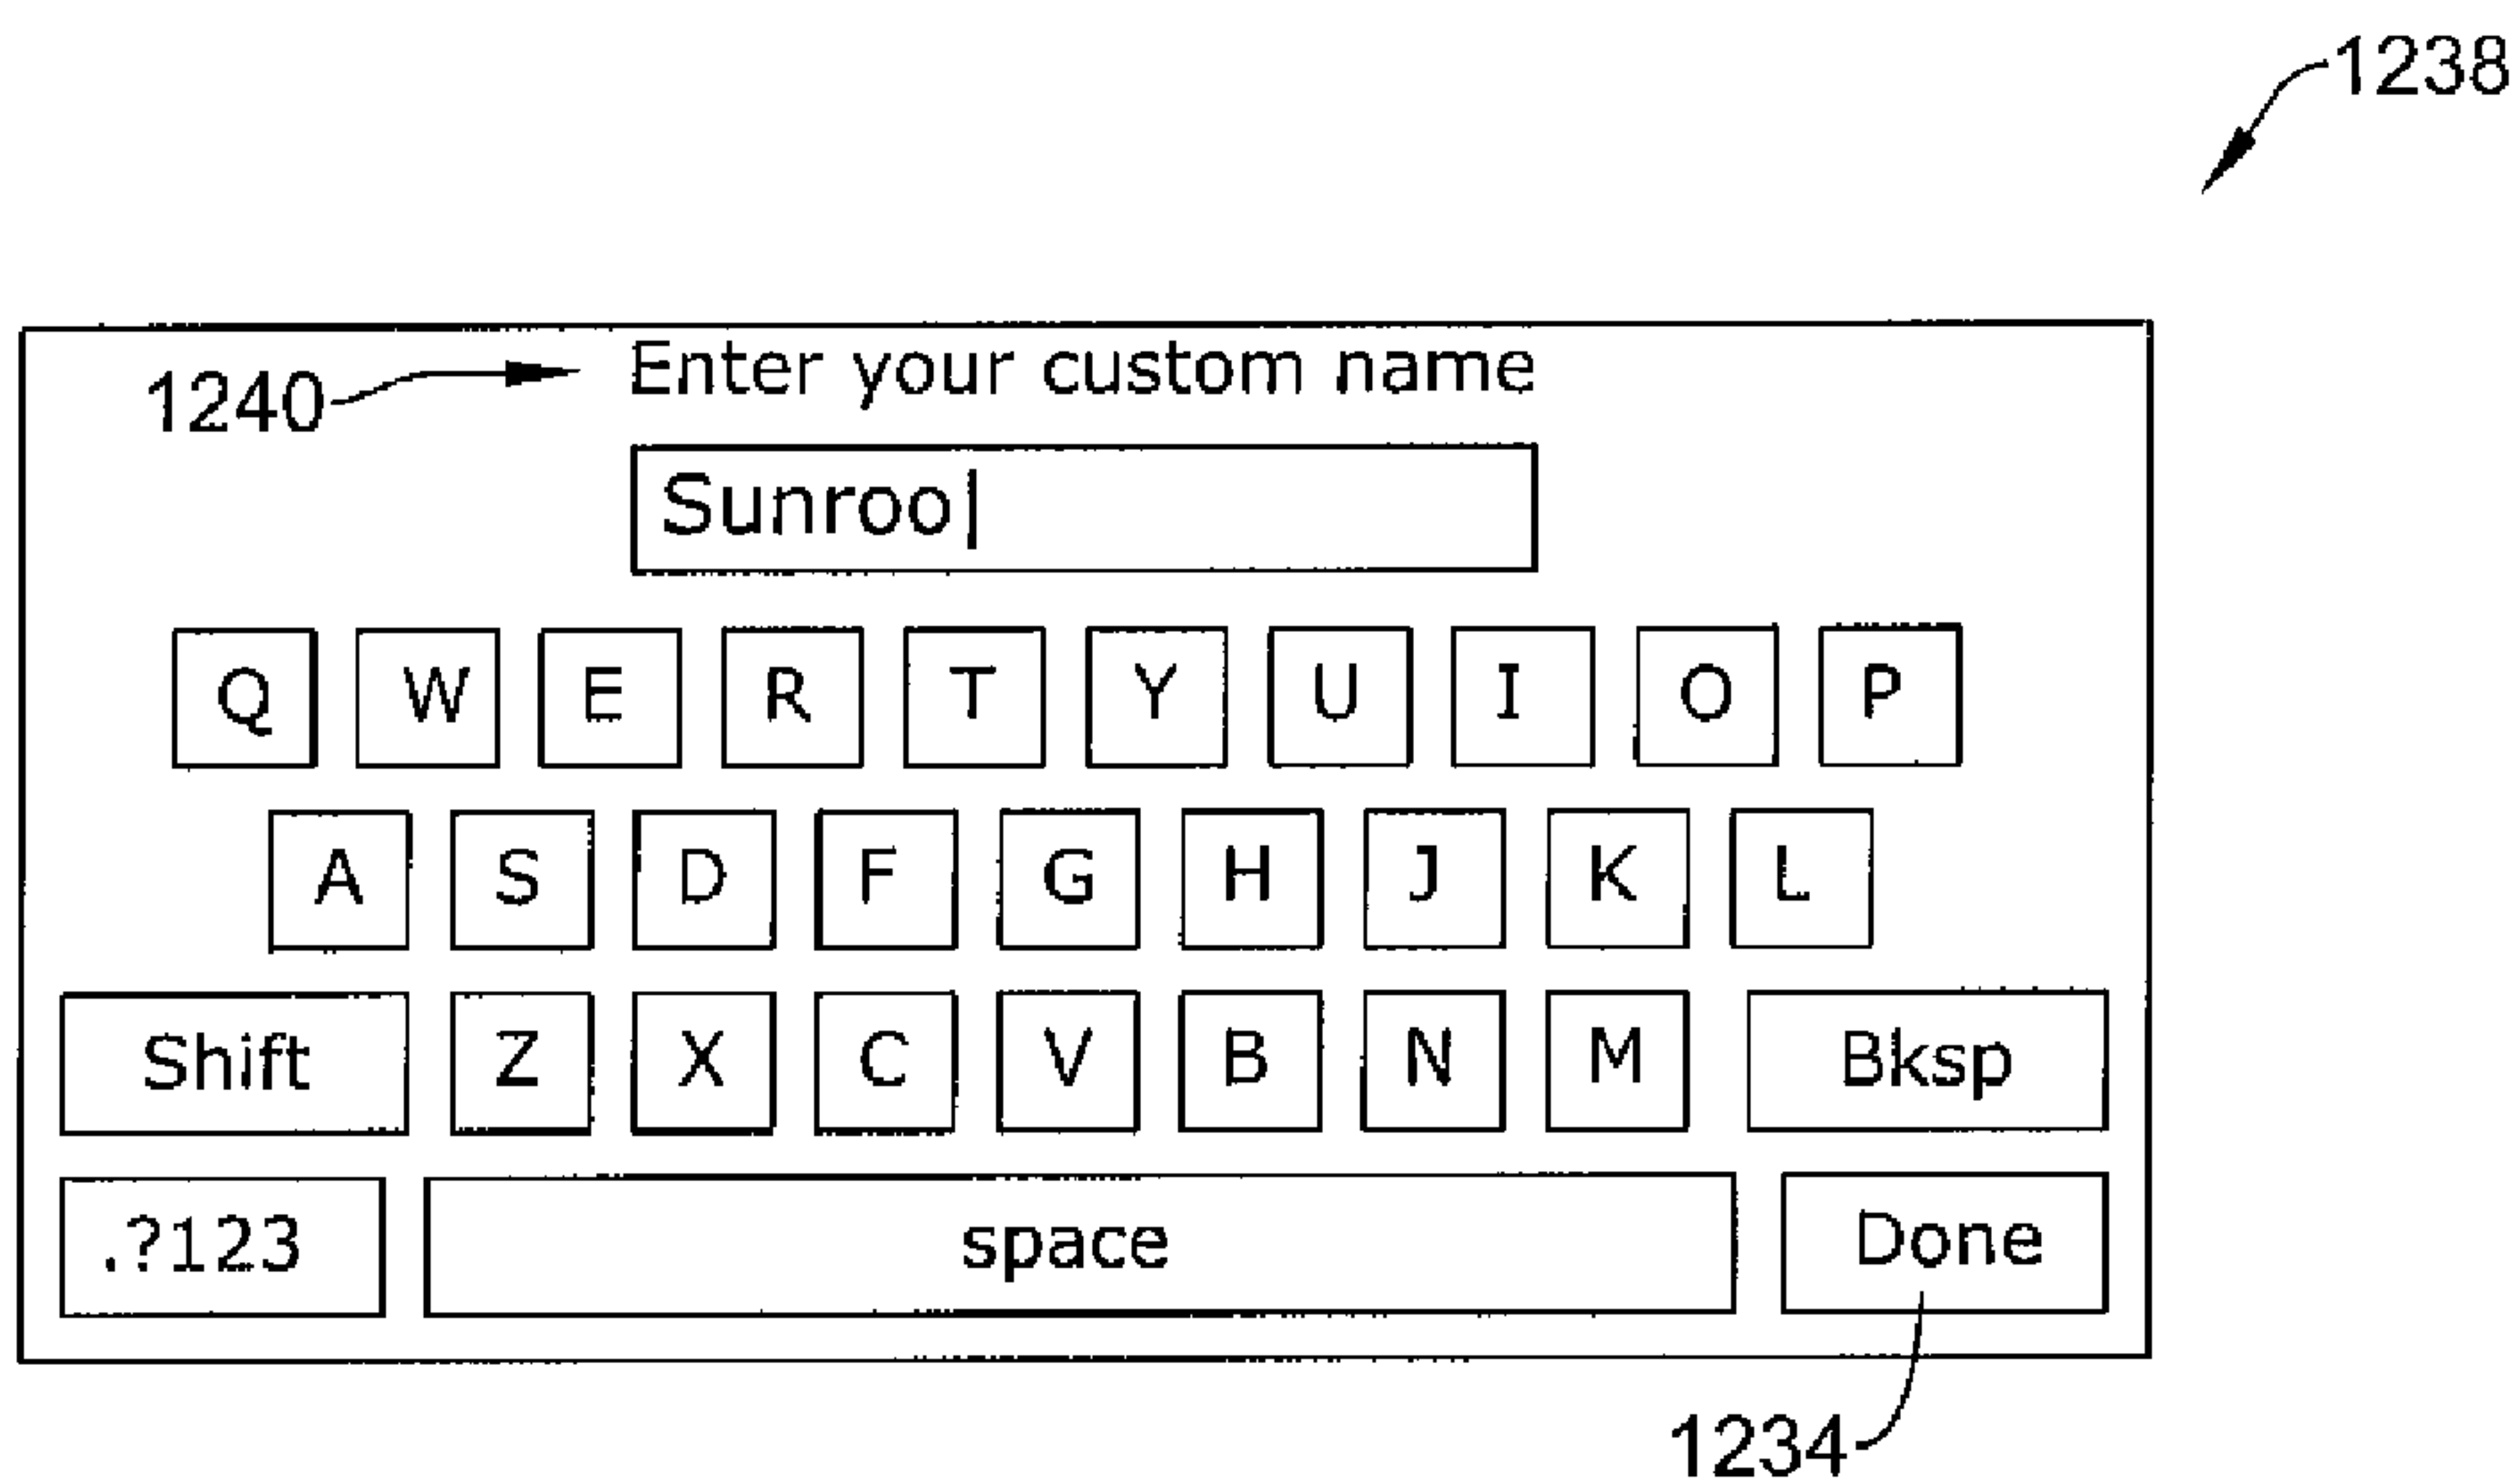 1238
1240 Enter your custom name
Sunroo
Q W E R T Y U I O P
A S D F G H J K L
Shift Z X C V B N M Bksp
.?123 space Done
1234